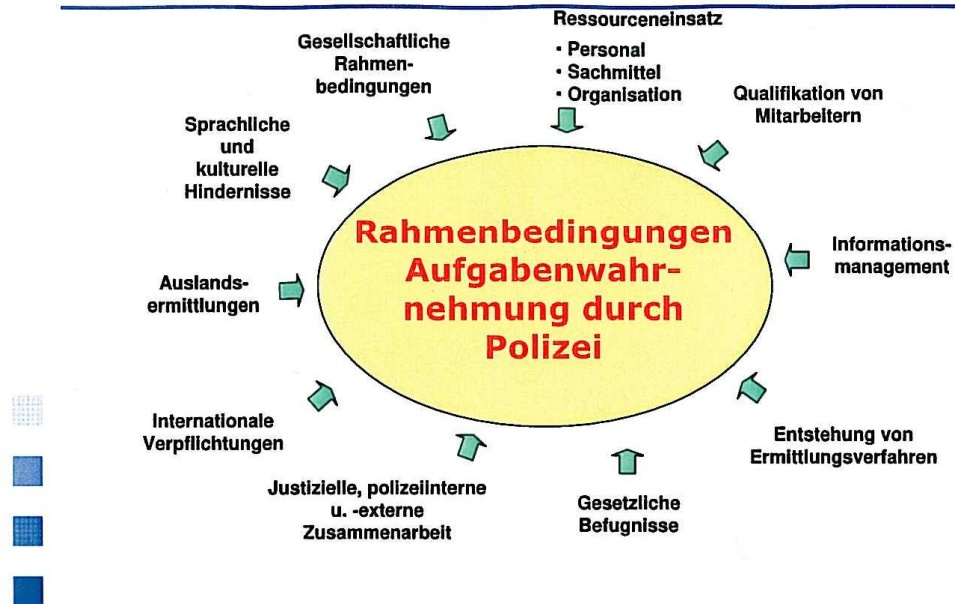 Ressourceneinsatz
• Personal
• Sachmittel
• Organisation
Gesellschaftliche
Rahmen-
bedingungen
Qualifikation von
Mitarbeitern
Sprachliche
und
kulturelle
Hindernisse
Rahmenbedingungen
Aufgabenwahr-
nehmung durch
Polizei
Informations-
management
Auslands-
ermittlungen
Internationale
Verpflichtungen
Entstehung von
Ermittlungsverfahren
Justizielle, polizeiinterne
u. -externe
Zusammenarbeit
Gesetzliche
Befugnisse